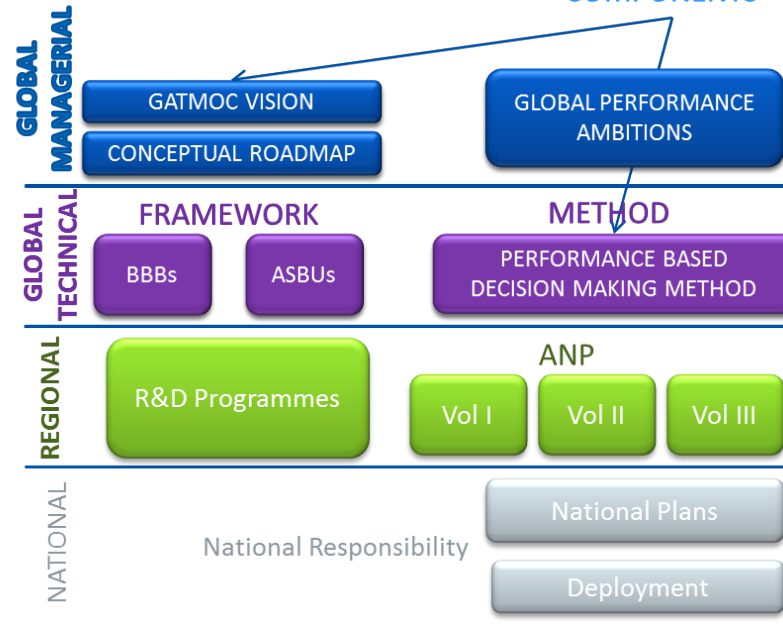 COMPONENTS
GLOBAL
MANAGERIAL
GATMOC VISION
CONCEPTUAL ROADMAP
GLOBAL PERFORMANCE
AMBITIONS
GLOBAL
TECHNICAL
FRAMEWORK
BBBs
ASBUs
METHOD
PERFORMANCE BASED
DECISION MAKING METHOD
REGIONAL
R&D Programmes
ANP
Vol I
Vol II
Vol III
NATIONAL
National Responsibility
National Plans
Deployment